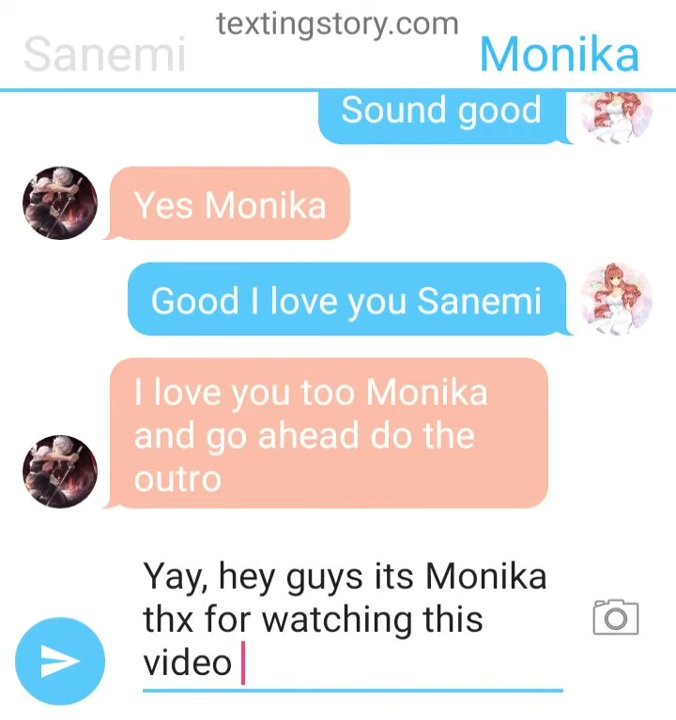 textingstory.com
Sanemi
Monika
Sound good
Yes Monika
Good I love you Sanemi
I love you too Monika
and go ahead do the
outro
Yay, hey guys its Monika
thx for watching this
video